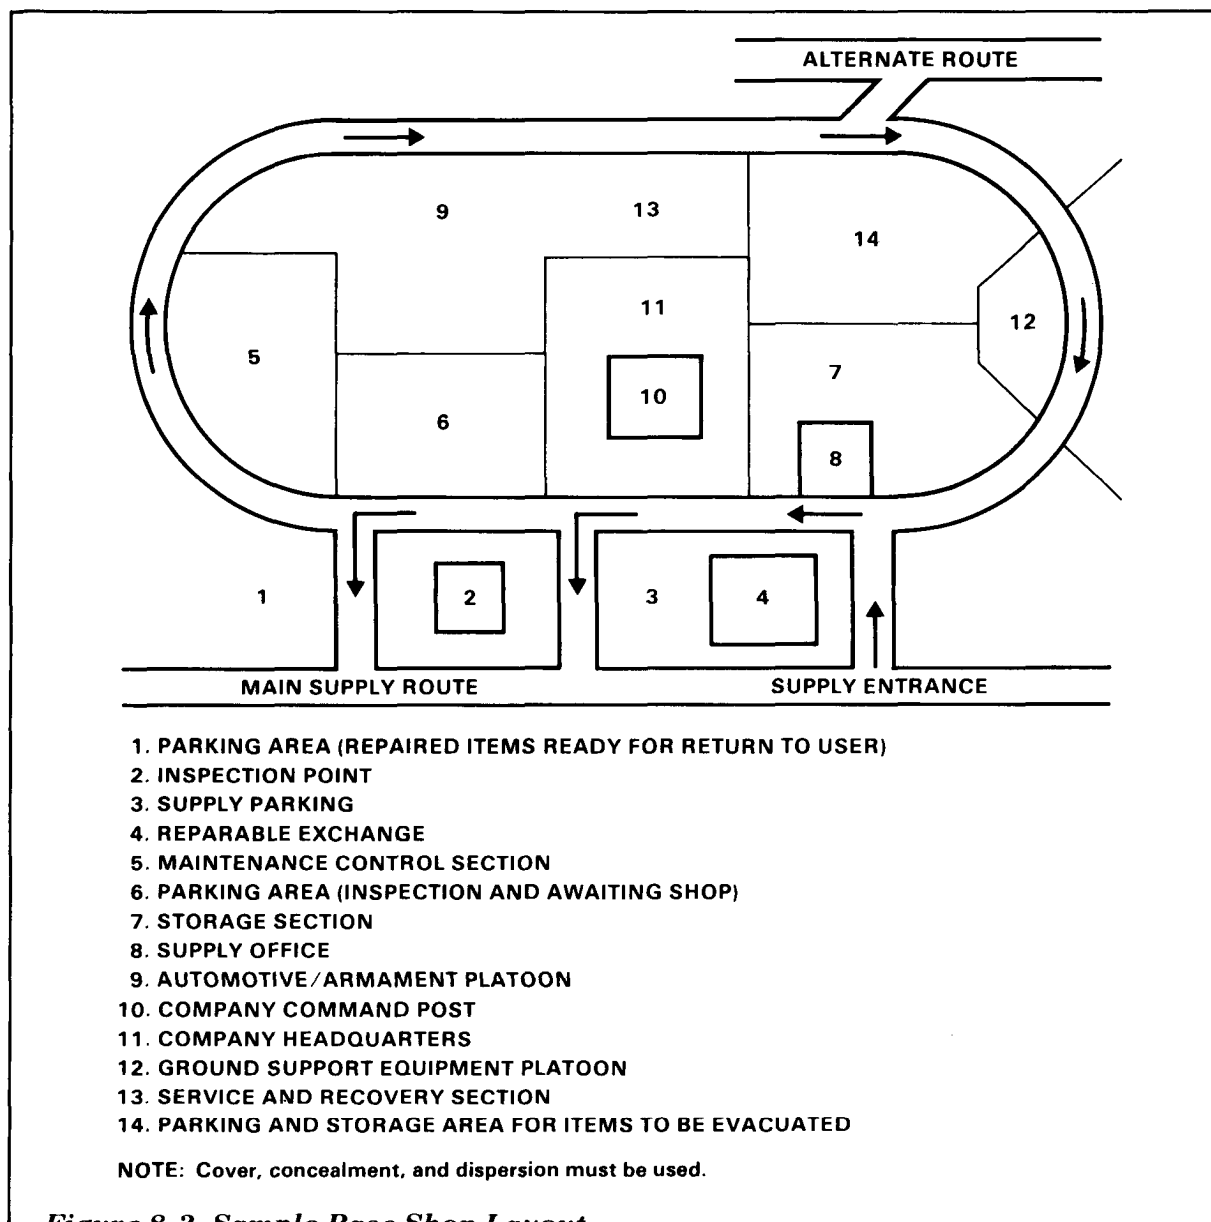 ALTERNATE ROUTE
9
13
14
11
12
5
7
10
6
8
1
2
3
4
MAIN SUPPLY ROUTE
SUPPLY ENTRANCE
1. PARKING AREA (REPAIRED ITEMS READY FOR RETURN TO USER)
2. INSPECTION POINT
3. SUPPLY PARKING
4. REPARABLE EXCHANGE
5. MAINTENANCE CONTROL SECTION
6. PARKING AREA (INSPECTION AND AWAITING SHOP)
7. STORAGE SECTION
8. SUPPLY OFFICE
9. AUTOMOTIVE/ARMAMENT PLATOON
10. COMPANY COMMAND POST
11. COMPANY HEADQUARTERS
12. GROUND SUPPORT EQUIPMENT PLATOON
13. SERVICE AND RECOVERY SECTION
14. PARKING AND STORAGE AREA FOR ITEMS TO BE EVACUATED
NOTE: Cover, concealment, and dispersion must be used.
Figure 8-2. Sample Base Shop Layout